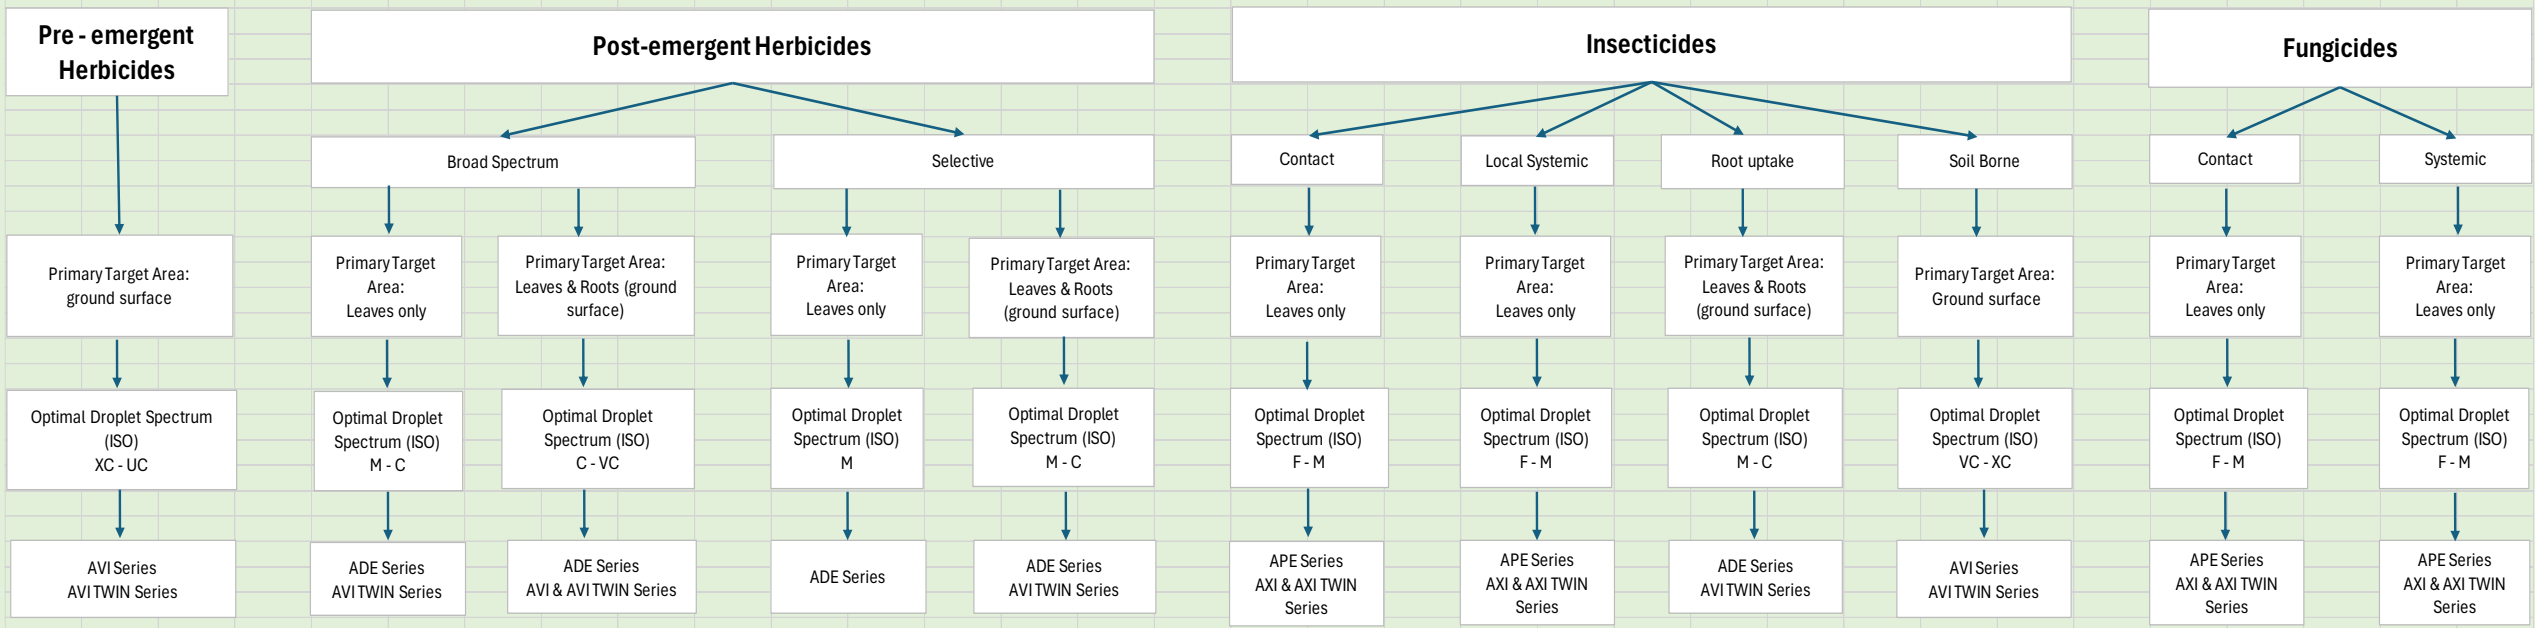 Pre - emergent
Herbicides
Post-emergent Herbicides
Insecticides
Fungicides
Broad Spectrum
Selective
Contact
Local Systemic
Root uptake
Soil Borne
Contact
Systemic
Primary Target Area:
ground surface
Primary Target
Area:
Leaves only
Primary Target Area:
Leaves & Roots (ground
surface)
Primary Target
Area:
Leaves only
Primary Target Area:
Leaves & Roots
(ground surface)
Primary Target
Area:
Leaves only
Primary Target
Area:
Leaves only
Primary Target Area:
Leaves & Roots
(ground surface)
Primary Target Area:
Ground surface
Primary Target
Area:
Leaves only
Primary Target
Area:
Leaves only
Optimal Droplet Spectrum
(ISO)
XC - UC
Optimal Droplet
Spectrum (ISO)
M - C
Optimal Droplet
Spectrum (ISO)
C - VC
Optimal Droplet
Spectrum (ISO)
M
Optimal Droplet
Spectrum (ISO)
M - C
Optimal Droplet
Spectrum (ISO)
F - M
Optimal Droplet
Spectrum (ISO)
F - M
Optimal Droplet
Spectrum (ISO)
M - C
Optimal Droplet
Spectrum (ISO)
VC - XC
Optimal Droplet
Spectrum (ISO)
F - M
Optimal Droplet
Spectrum (ISO)
F - M
AVI Series
AVI TWIN Series
ADE Series
AVI TWIN Series
ADE Series
AVI & AVI TWIN Series
ADE Series
ADE Series
AVI TWIN Series
APE Series
AXI & AXI TWIN
Series
APE Series
AXI & AXI TWIN
Series
ADE Series
AVI TWIN Series
AVI Series
AVI TWIN Series
APE Series
AXI & AXI TWIN
Series
APE Series
AXI & AXI TWIN
Series